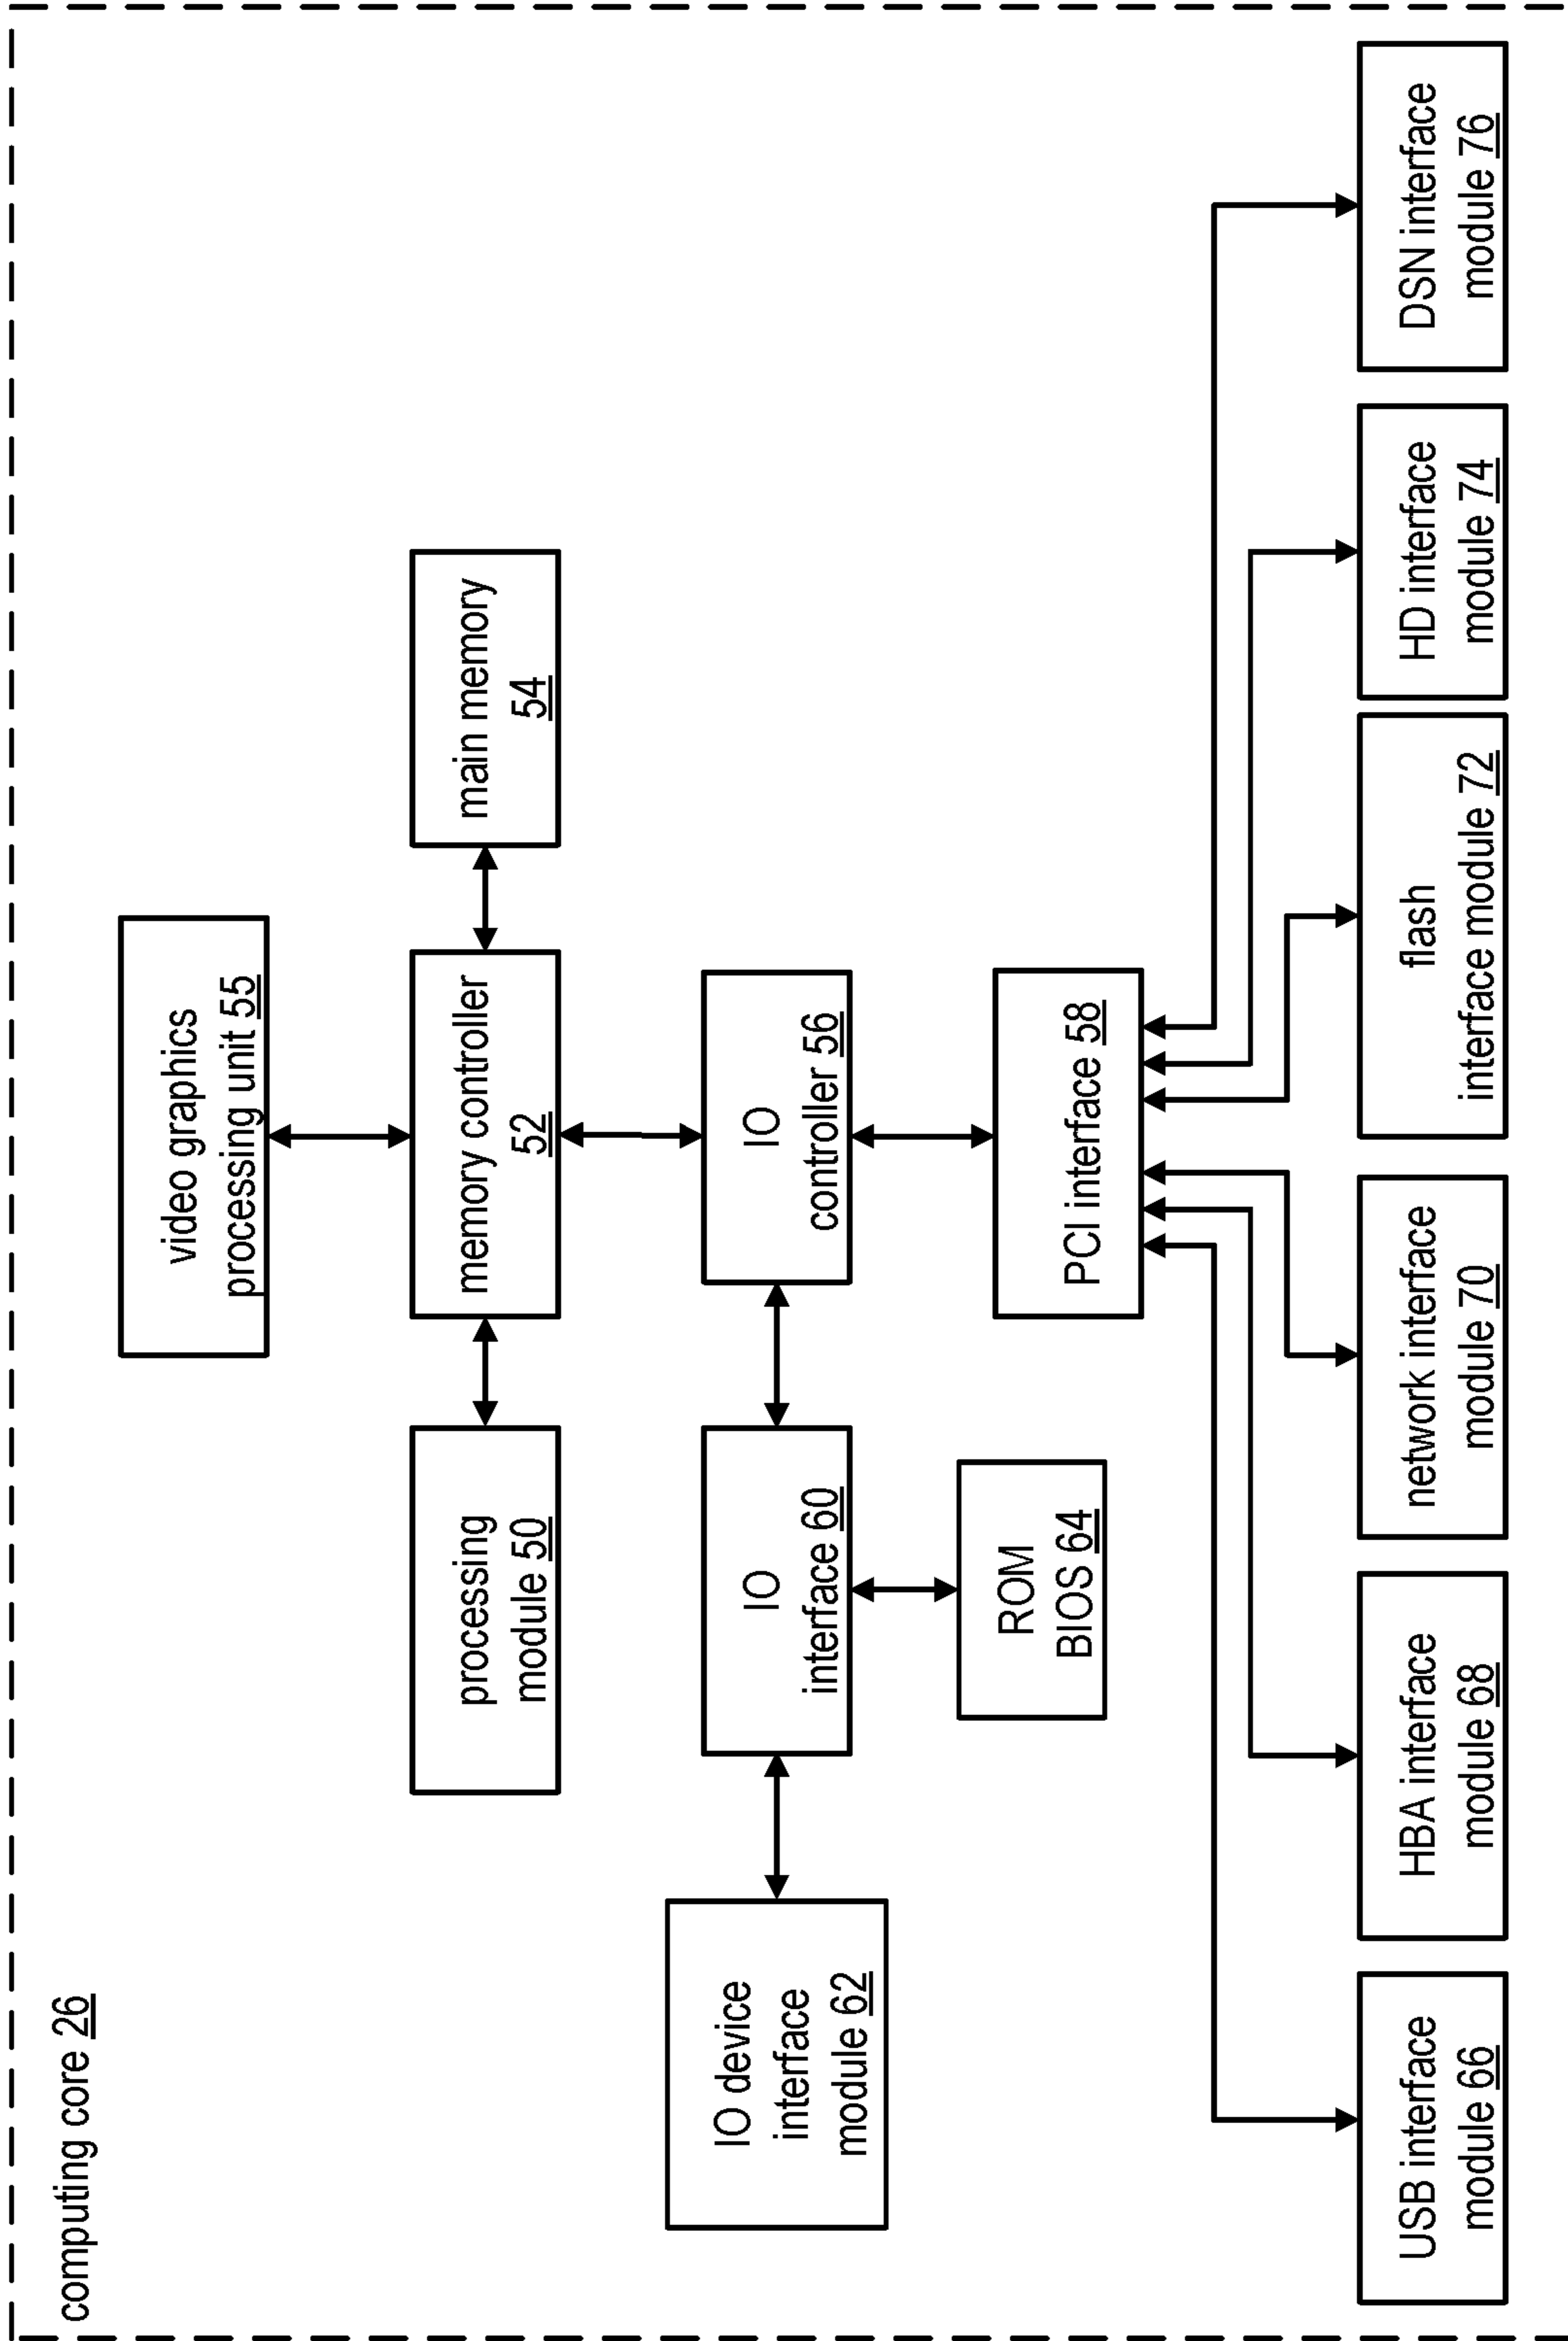 computing core 26
video graphics
processing unit 55
processing
module 50
memory controller
52
main memory
54
IO device
interface
module 62
IO
interface 60
IO
controller 56
ROM
BIOS 64
PCI interface 58
USB interface
module 66
HBA interface
module 68
network interface
module 70
flash
interface module 72
HD interface
module 74
DSN interface
module 76